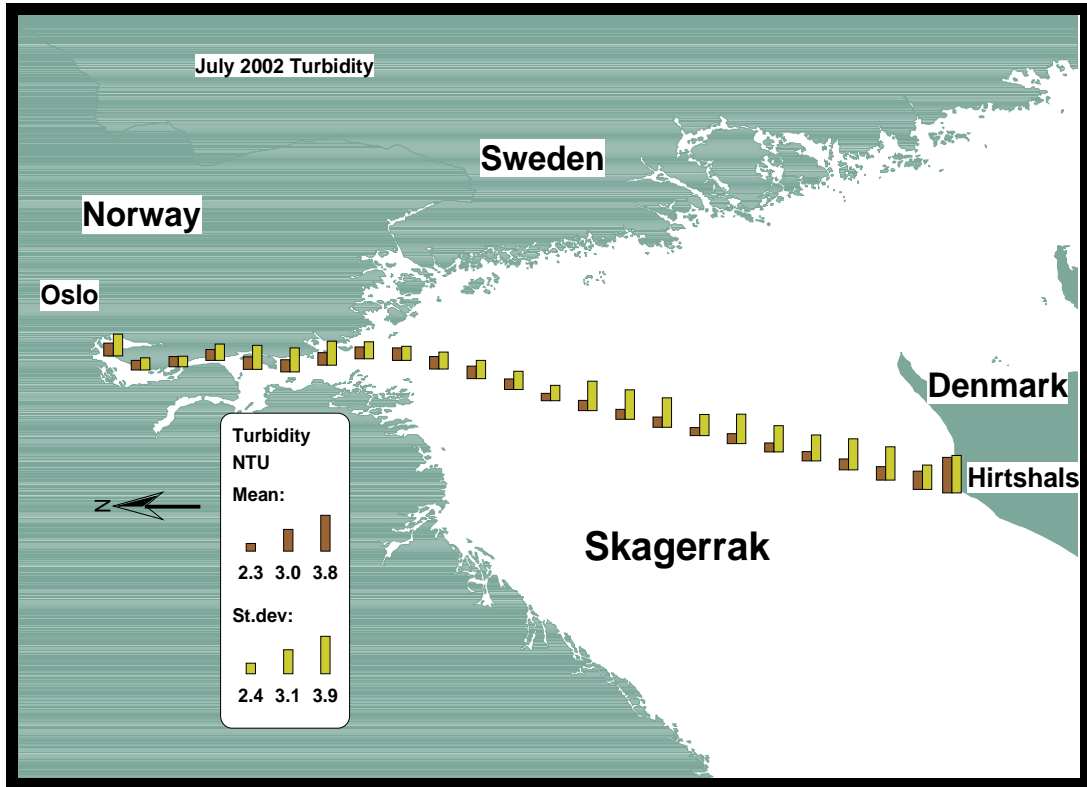 July 2002 Turbidity
Sweden
Norway
Oslo
Denmark
Hirtshals
Skagerrak
N
Turbidity
NTU
Mean:
2.3 3.0 3.8
St.dev:
2.4 3.1 3.9